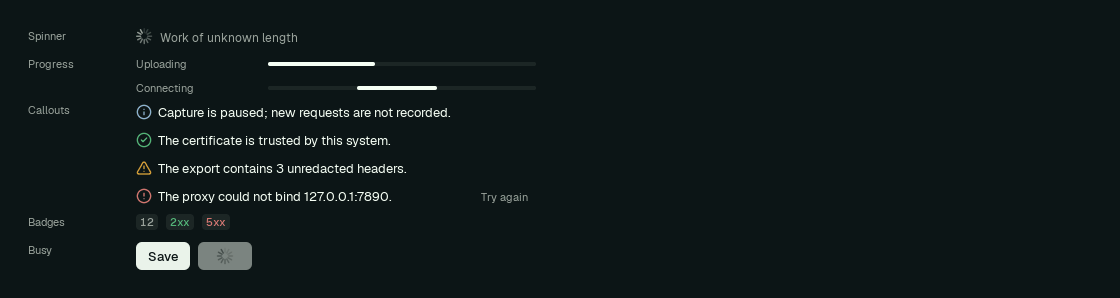 Spinner Work of unknown length
Progress Uploading
Connecting
Callouts Capture is paused; new requests are not recorded.
The certificate is trusted by this system.
The export contains 3 unredacted headers.
The proxy could not bind 127.0.0.1:7890. Try again
Badges 12 2xx 5xx
Busy Save